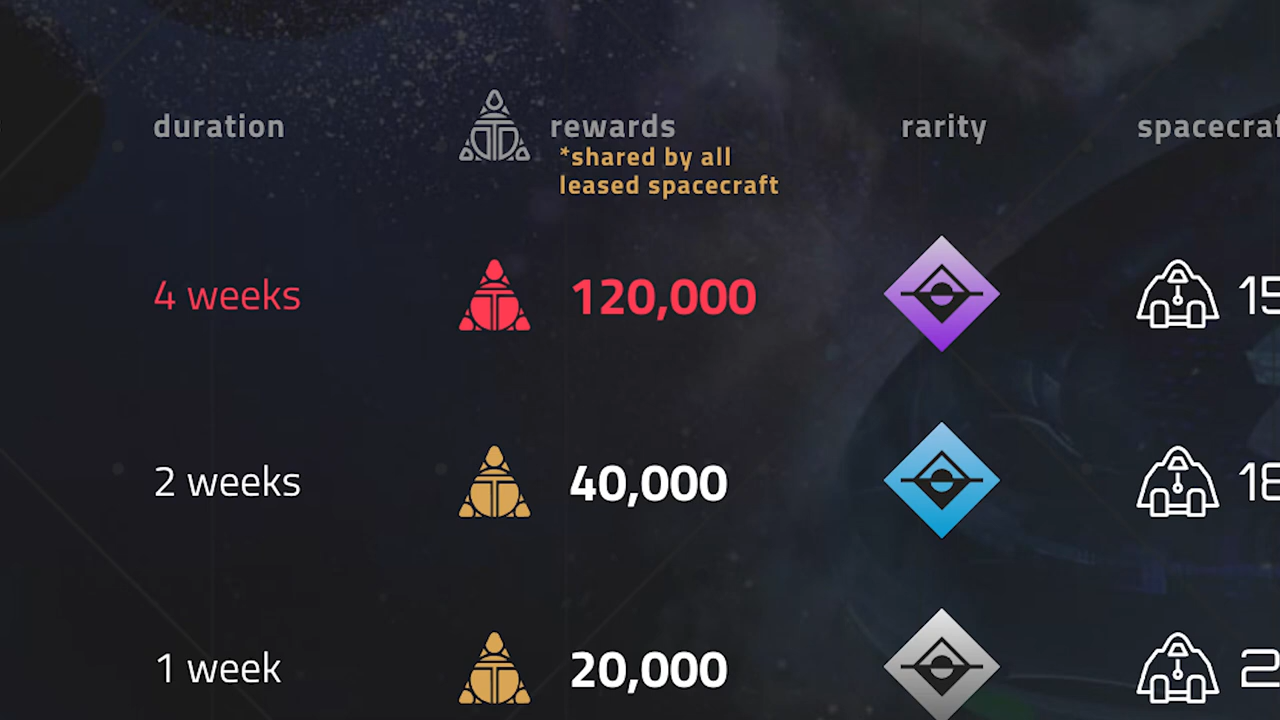 duration rewards rarity
*shared by all
leased spacecraft
4 weeks 120,000
2 weeks 40,000
1 week 20,000